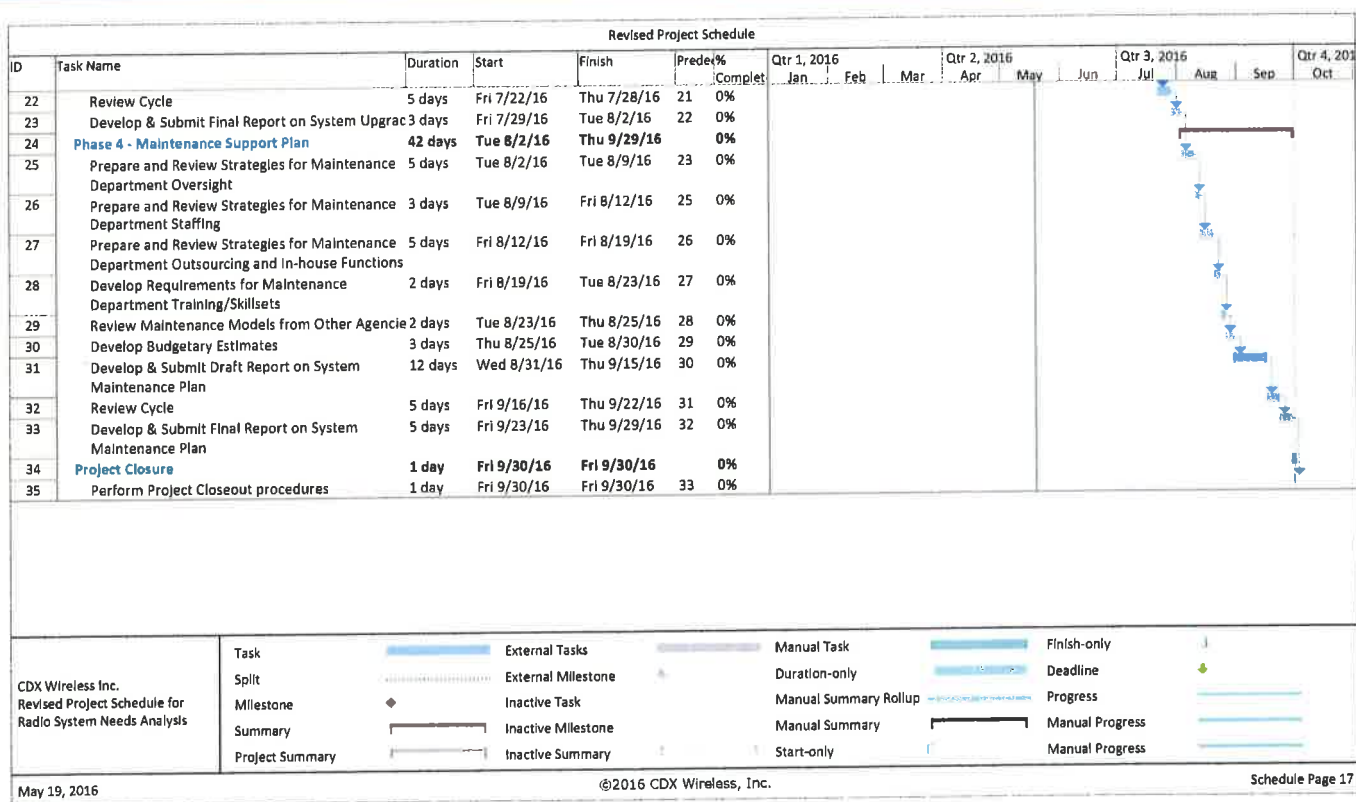 Revised Project Schedule
ID Task Name Duration Start Finish Predec % Complet Qtr 1, 2016 Qtr 2, 2016 Qtr 3, 2016 Qtr 4, 201
Jan Feb Mar Apr May Jun Jul Aug Sep Oct
22 Review Cycle 5 days Fri 7/22/16 Thu 7/28/16 21 0%
23 Develop & Submit Final Report on System Upgrac 3 days Fri 7/29/16 Tue 8/2/16 22 0%
24 Phase 4 - Maintenance Support Plan 42 days Tue 8/2/16 Thu 9/29/16 0%
25 Prepare and Review Strategies for Maintenance 5 days Tue 8/2/16 Tue 8/9/16 23 0%
Department Oversight
26 Prepare and Review Strategies for Maintenance 3 days Tue 8/9/16 Fri 8/12/16 25 0%
Department Staffing
27 Prepare and Review Strategies for Maintenance 5 days Fri 8/12/16 Fri 8/19/16 26 0%
Department Outsourcing and In-house Functions
28 Develop Requirements for Maintenance 2 days Fri 8/19/16 Tue 8/23/16 27 0%
Department Training/Skillsets
29 Review Maintenance Models from Other Agencie 2 days Tue 8/23/16 Thu 8/25/16 28 0%
30 Develop Budgetary Estimates 3 days Thu 8/25/16 Tue 8/30/16 29 0%
31 Develop & Submit Draft Report on System 12 days Wed 8/31/16 Thu 9/15/16 30 0%
Maintenance Plan
32 Review Cycle 5 days Fri 9/16/16 Thu 9/22/16 31 0%
33 Develop & Submit Final Report on System 5 days Fri 9/23/16 Thu 9/29/16 32 0%
Maintenance Plan
34 Project Closure 1 day Fri 9/30/16 Fri 9/30/16 0%
35 Perform Project Closeout procedures 1 day Fri 9/30/16 Fri 9/30/16 33 0%
CDX Wireless Inc.
Revised Project Schedule for
Radio System Needs Analysis
Task External Tasks Manual Task Finish-only
Split External Milestone Duration-only Deadline
Milestone Inactive Task Manual Summary Rollup Progress
Summary Inactive Milestone Manual Summary Manual Progress
Project Summary Inactive Summary Start-only Manual Progress
May 19, 2016 ©2016 CDX Wireless, Inc. Schedule Page 17